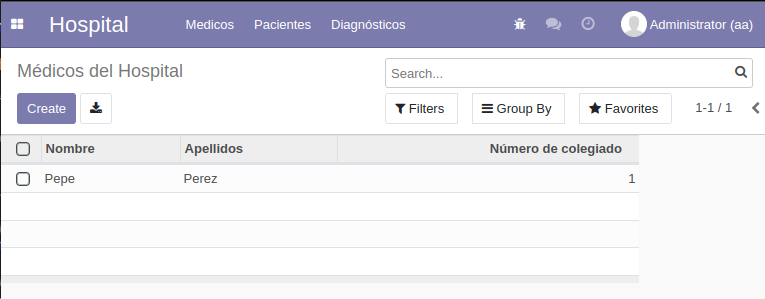 Hospital Medicos Pacientes Diagnósticos Administrator (aa)
Médicos del Hospital Search...
Create Filters Group By Favorites 1-1 / 1
Nombre Apellidos Número de colegiado
Pepe Perez 1